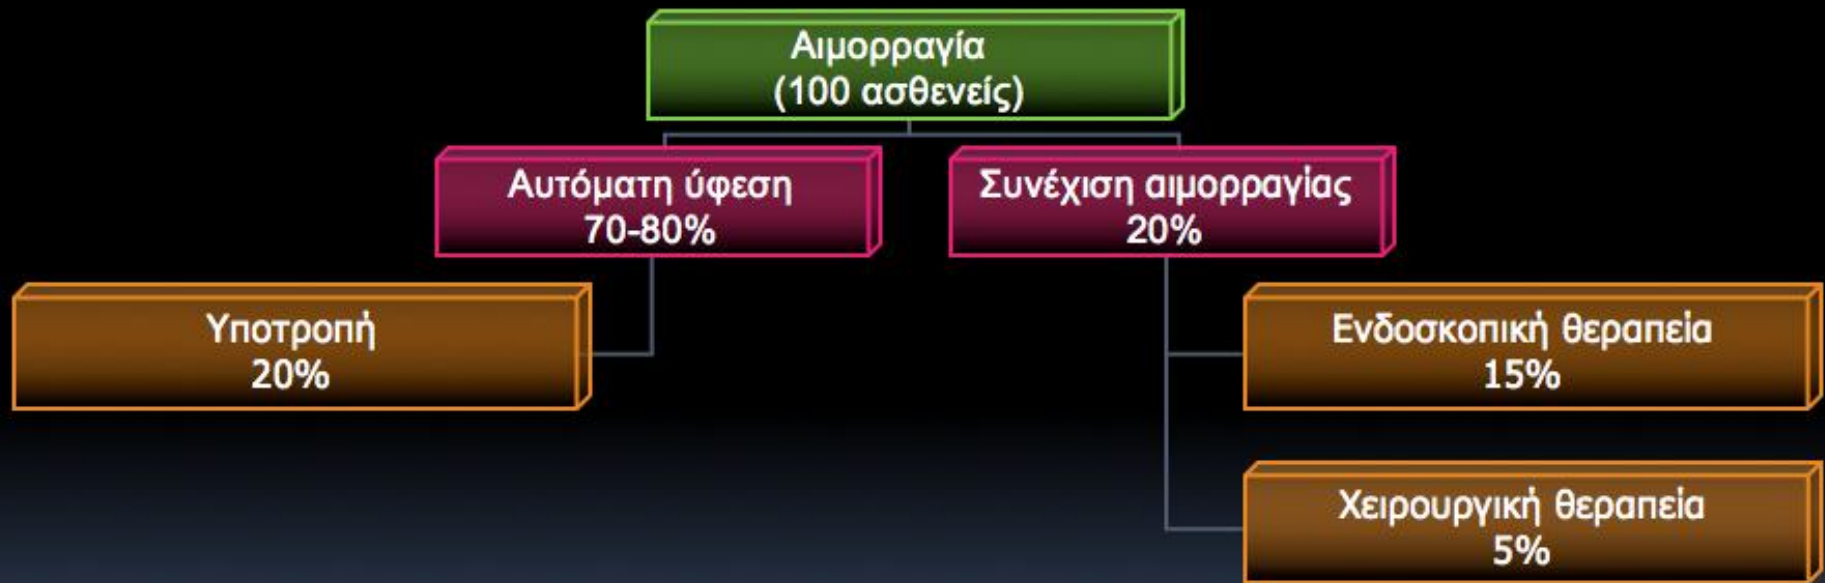 Αιμορραγία
(100 ασθενείς)
Αυτόματη ύφεση
70-80%
Συνέχιση αιμορραγίας
20%
Υποτροπή
20%
Ενδοσκοπική θεραπεία
15%
Χειρουργική θεραπεία
5%